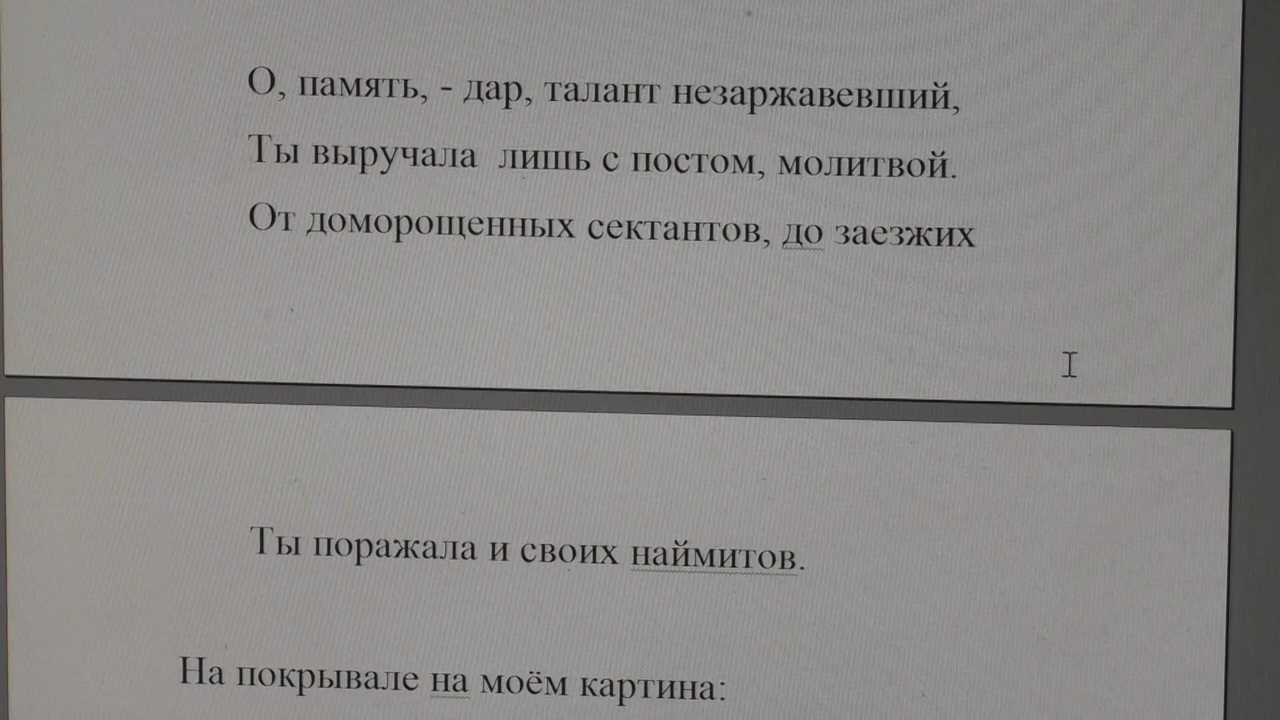 О, память, - дар, талант незаржавевший,
Ты выручала  лишь с постом, молитвой.
От доморощенных сектантов, до заезжих
Ты поражала и своих наймитов.
На покрывале на моём картина: